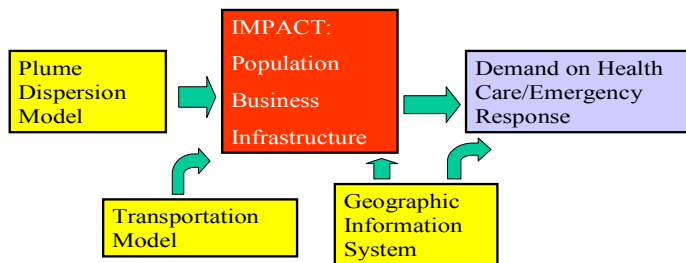 Plume
Dispersion
Model
IMPACT:
Population
Business
Infrastructure
Demand on Health
Care/Emergency
Response
Transportation
Model
Geographic
Information
System